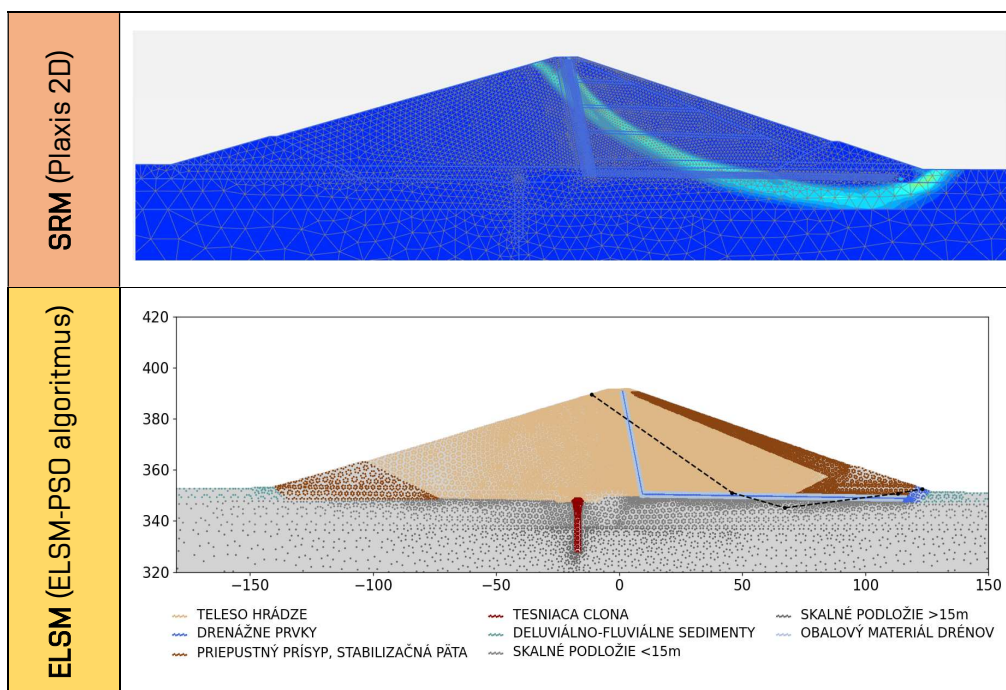 SRM (Plaxis 2D)
ELSM (ELSM-PSO algoritmus)
420
400
380
360
340
320
−150
−100
−50
0
50
100
150
TELESO HRÁDZE
DRENÁŽNE PRVKY
PRIEPUSTNÝ PRÍSYP, STABILIZAČNÁ PÄTA
TESNIACA CLONA
DELUVIÁLNO-FLUVIÁLNE SEDIMENTY
SKALNÉ PODLOŽIE <15m
SKALNÉ PODLOŽIE >15m
OBALOVÝ MATERIÁL DRÉNOV